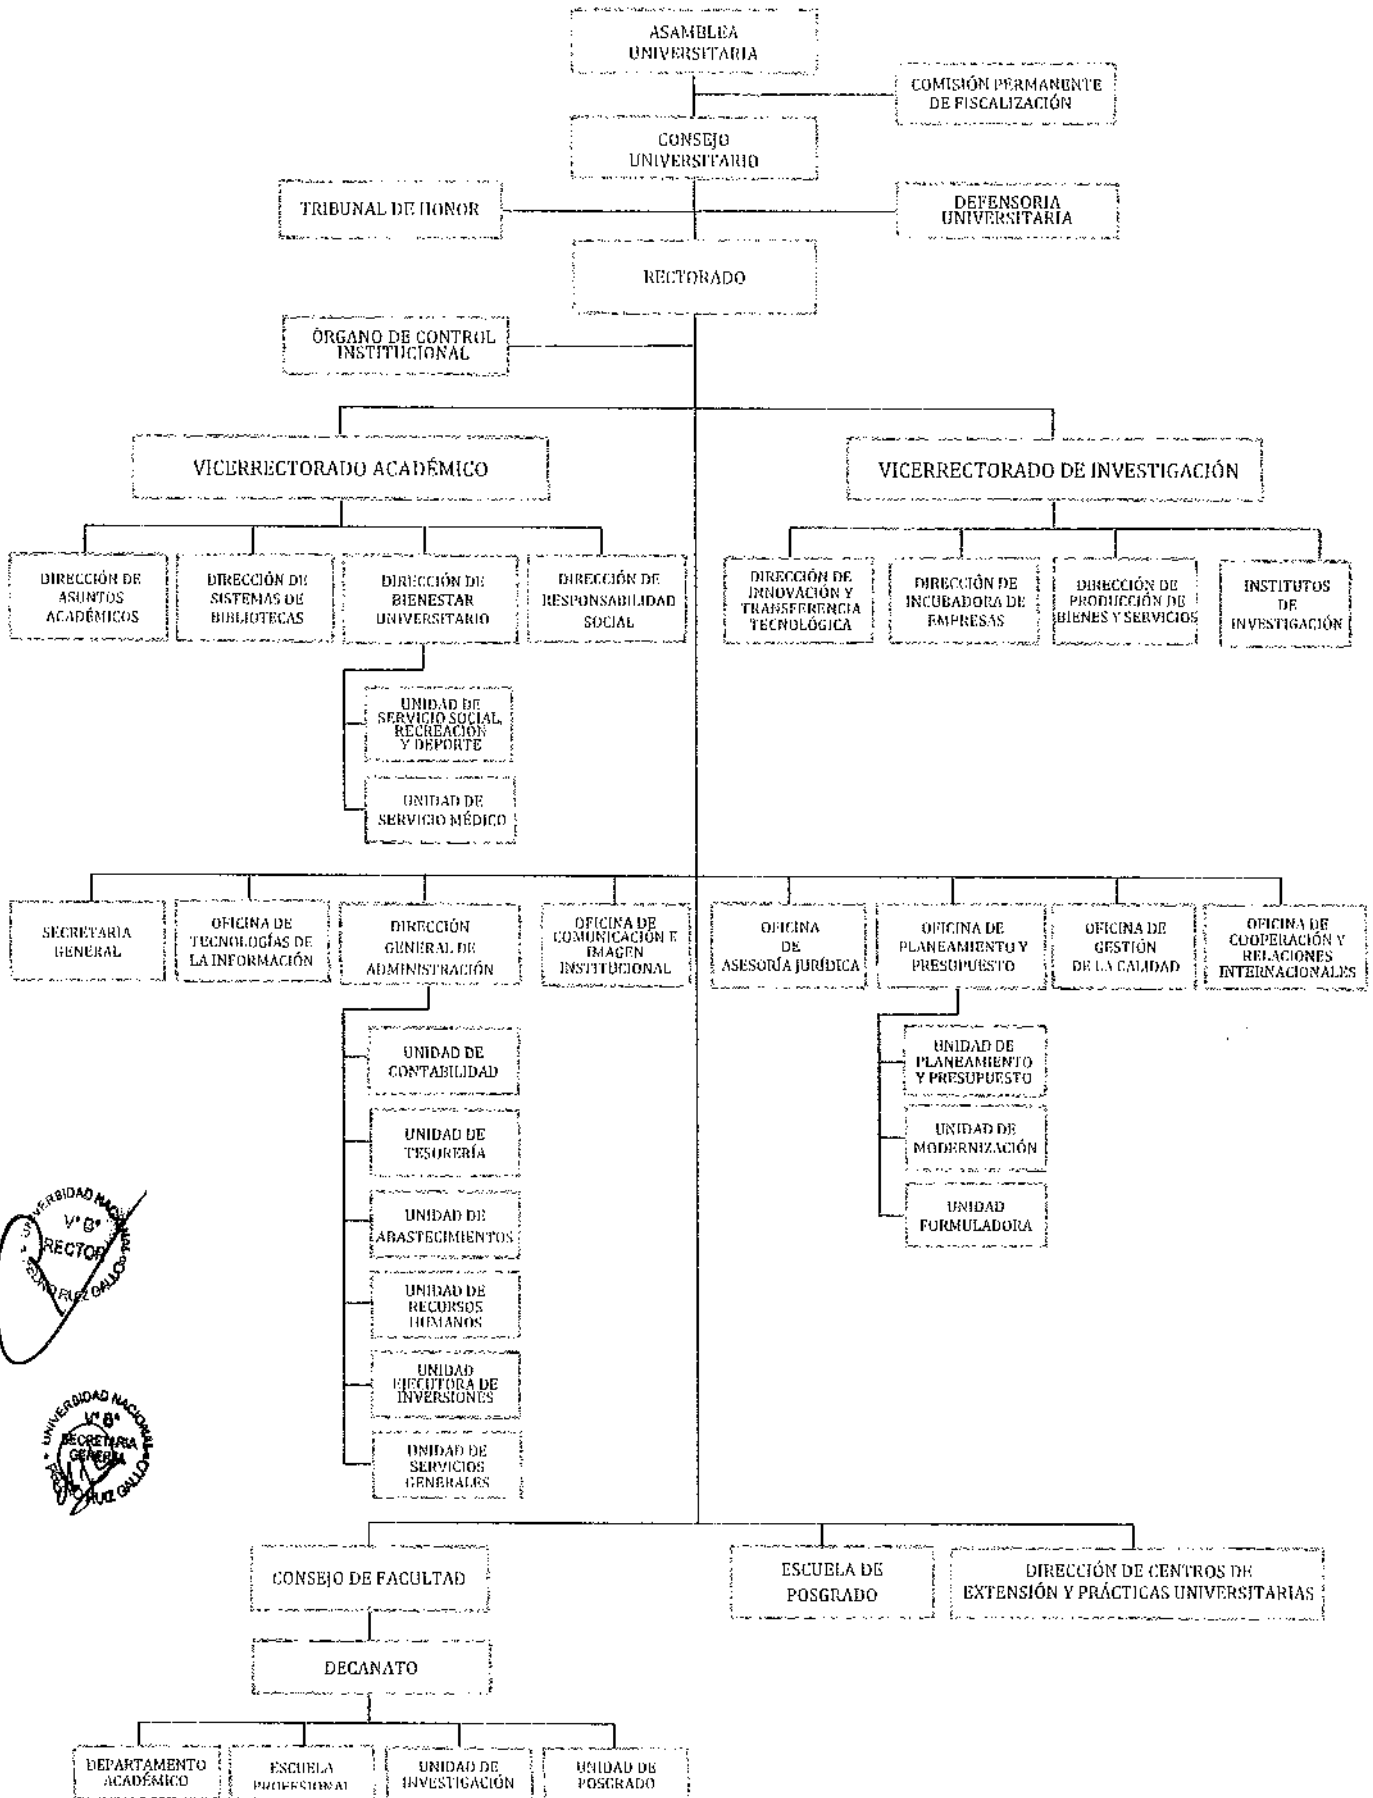 ASAMBLEA
UNIVERSITARIA
COMISIÓN PERMANENTE
DE FISCALIZACIÓN
CONSEJO
UNIVERSITARIO
TRIBUNAL DE HONOR
DEFENSORIA
UNIVERSITARIA
RECTORADO
ÓRGANO DE CONTROL
INSTITUCIONAL
VICERRECTORADO ACADÉMICO
VICERRECTORADO DE INVESTIGACIÓN
DIRECCIÓN DE
ASUNTOS
ACADÉMICOS
DIRECCIÓN DE
SISTEMAS DE
BIBLIOTECAS
DIRECCIÓN DE
BIENESTAR
UNIVERSITARIO
DIRECCIÓN DE
RESPONSABILIDAD
SOCIAL
DIRECCIÓN DE
INNOVACIÓN Y
TRANSFERENCIA
TECNOLÓGICA
DIRECCIÓN DE
INCUBADORA DE
EMPRESAS
DIRECCIÓN DE
PRODUCCIÓN DE
BIENES Y SERVICIOS
INSTITUTOS
DE
INVESTIGACIÓN
UNIDAD DE
SERVICIO SOCIAL,
RECREACIÓN
Y DEPORTE
UNIDAD DE
SERVICIO MÉDICO
SECRETARIA
GENERAL
OFICINA DE
TECNOLOGÍAS DE
LA INFORMACIÓN
DIRECCIÓN
GENERAL DE
ADMINISTRACIÓN
OFICINA DE
COMUNICACIÓN E
IMAGEN
INSTITUCIONAL
OFICINA
DE
ASESORÍA JURÍDICA
OFICINA DE
PLANEAMIENTO Y
PRESUPUESTO
OFICINA DE
GESTIÓN
DE LA CALIDAD
OFICINA DE
COOPERACIÓN Y
RELACIONES
INTERNACIONALES
UNIDAD DE
CONTABILIDAD
UNIDAD DE
TESORERÍA
UNIDAD DE
ABASTECIMIENTOS
UNIDAD DE
RECURSOS
HUMANOS
UNIDAD
EJECUTORA DE
INVERSIONES
UNIDAD DE
SERVICIOS
GENERALES
UNIDAD DE
PLANEAMIENTO
Y PRESUPUESTO
UNIDAD DE
MODERNIZACIÓN
UNIDAD
FORMULADORA
V° B°
RECTOR
UNIVERSIDAD NACIONAL
V° B°
SECRETARIA
GENERAL
PEDRO RUIZ GALLO
CONSEJO DE FACULTAD
ESCUELA DE
POSGRADO
DIRECCIÓN DE CENTROS DE
EXTENSIÓN Y PRÁCTICAS UNIVERSITARIAS
DECANATO
DEPARTAMENTO
ACADÉMICO
ESCUELA
PROFESIONAL
UNIDAD DE
INVESTIGACIÓN
UNIDAD DE
POSGRADO